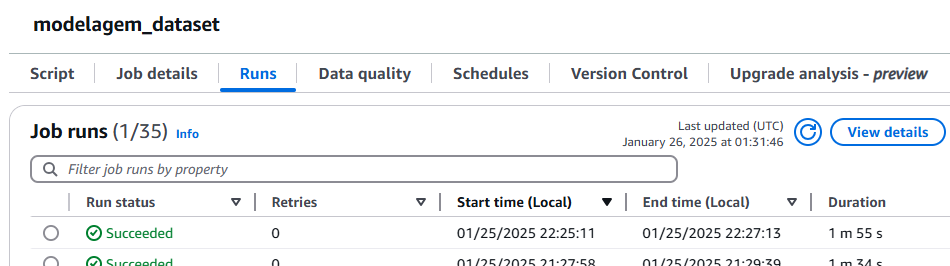 modelagem_dataset
Script Job details Runs Data quality Schedules Version Control Upgrade analysis - preview
Job runs (1/35) Info
Last updated (UTC)
January 26, 2025 at 01:31:46
View details
Filter job runs by property
Run status Retries Start time (Local) End time (Local) Duration
Succeeded 0 01/25/2025 22:25:11 01/25/2025 22:27:13 1 m 55 s
Succeeded 0 01/25/2025 21:27:58 01/25/2025 21:29:39 1 m 34 s